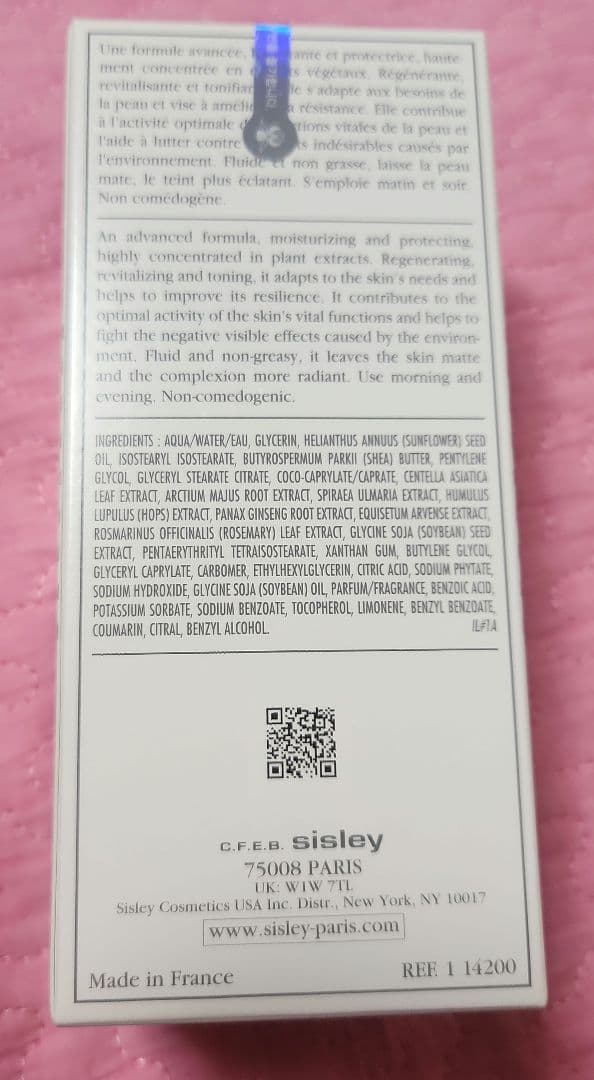 Une formule avancée, ante et protectrice, haute-
ment concentrée en s végétaux. Régénérante,
revitalisante et tonifian le s'adapte aux besoins de
la peau et vise à amélio a résistance. Elle contribue
à l'activité optimale d tions vitales de la peau et
l'aide à lutter contre ts indésirables causés par
l'environnement. Fluide et non grasse, laisse la peau
mate, le teint plus éclatant. S'emploie matin et soir.
Non comédogène.
An advanced formula, moisturizing and protecting,
highly concentrated in plant extracts. Regenerating,
revitalizing and toning, it adapts to the skin's needs and
helps to improve its resilience. It contributes to the
optimal activity of the skin's vital functions and helps to
fight the negative visible effects caused by the environ-
ment. Fluid and non-greasy, it leaves the skin matte
and the complexion more radiant. Use morning and
evening. Non-comedogenic.
INGREDIENTS : AQUA/WATER/EAU, GLYCERIN, HELIANTHUS ANNUUS (SUNFLOWER) SEED
OIL, ISOSTEARYL ISOSTEARATE, BUTYROSPERMUM PARKII (SHEA) BUTTER, PENTYLENE
GLYCOL, GLYCERYL STEARATE CITRATE, COCO-CAPRYLATE/CAPRATE, CENTELLA ASIATICA
LEAF EXTRACT, ARCTIUM MAJUS ROOT EXTRACT, SPIRAEA ULMARIA EXTRACT, HUMULUS
LUPULUS (HOPS) EXTRACT, PANAX GINSENG ROOT EXTRACT, EQUISETUM ARVENSE EXTRACT,
ROSMARINUS OFFICINALIS (ROSEMARY) LEAF EXTRACT, GLYCINE SOJA (SOYBEAN) SEED
EXTRACT, PENTAERYTHRITYL TETRAISOSTEARATE, XANTHAN GUM, BUTYLENE GLYCOL,
GLYCERYL CAPRYLATE, CARBOMER, ETHYLHEXYLGLYCERIN, CITRIC ACID, SODIUM PHYTATE,
SODIUM HYDROXIDE, GLYCINE SOJA (SOYBEAN) OIL, PARFUM/FRAGRANCE, BENZOIC ACID,
POTASSIUM SORBATE, SODIUM BENZOATE, TOCOPHEROL, LIMONENE, BENZYL BENZOATE,
COUMARIN, CITRAL, BENZYL ALCOHOL. IL#1A
C.F.E.B. sisley
75008 PARIS
UK: W1W 7TL
Sisley Cosmetics USA Inc. Distr., New York, NY 10017
www.sisley-paris.com
Made in France REF. 1 14200